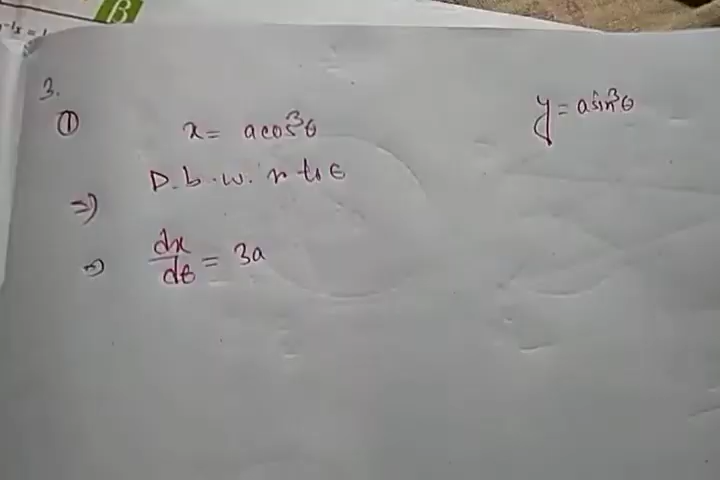 β
3.
① x = acos³θ y = asin³θ
⇒) D.b.w.r to θ
⇒ dx/dθ = 3a